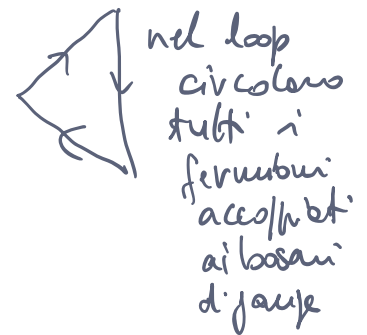 nel loop
circolano
tutti i
fermioni
accoppiati
ai bosoni
di gauge